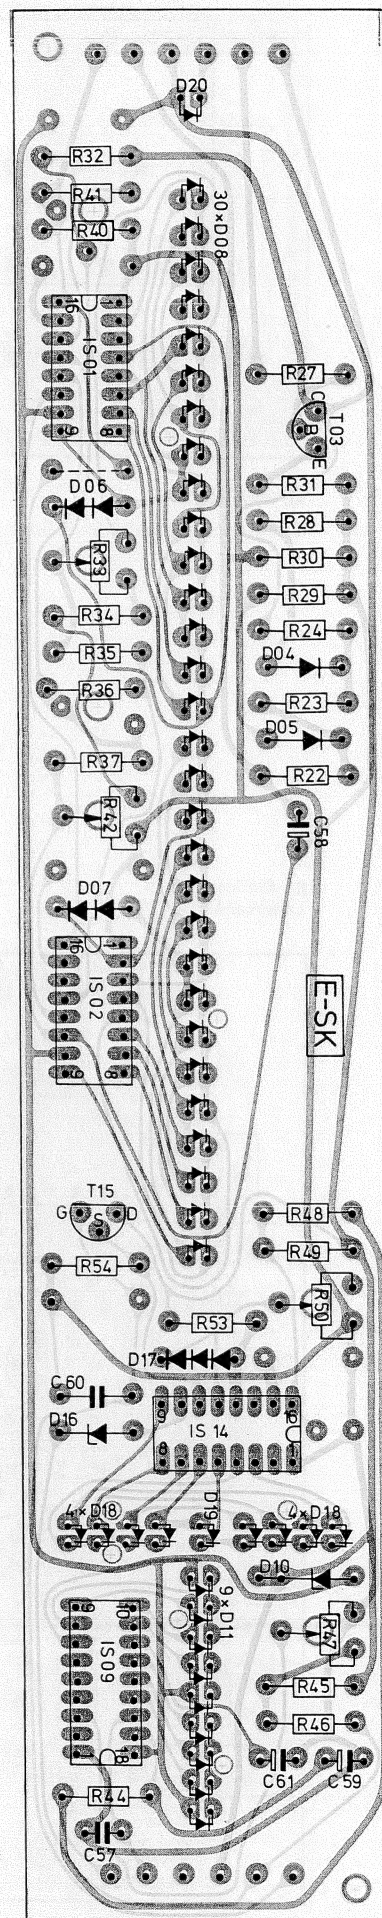 D20
R32
R41
30×D08
R40
16 1
IS01
9 8
R27
C
T03
B
E
D06
R31
R28
R33
R30
R29
R34
R24
R35
D04
R36
R23
D05
R37
R22
R42
C58
D07
16 1
IS02
9 8
E-SK
T15
G S D
R48
R49
R54
R50
R53
D17
C60
9 16
D16
IS14
8 1
4×D18
D19
4×D18
D10
9×D11
9 10
R47
IS09
R45
R46
1 18
C61 C59
R44
C57